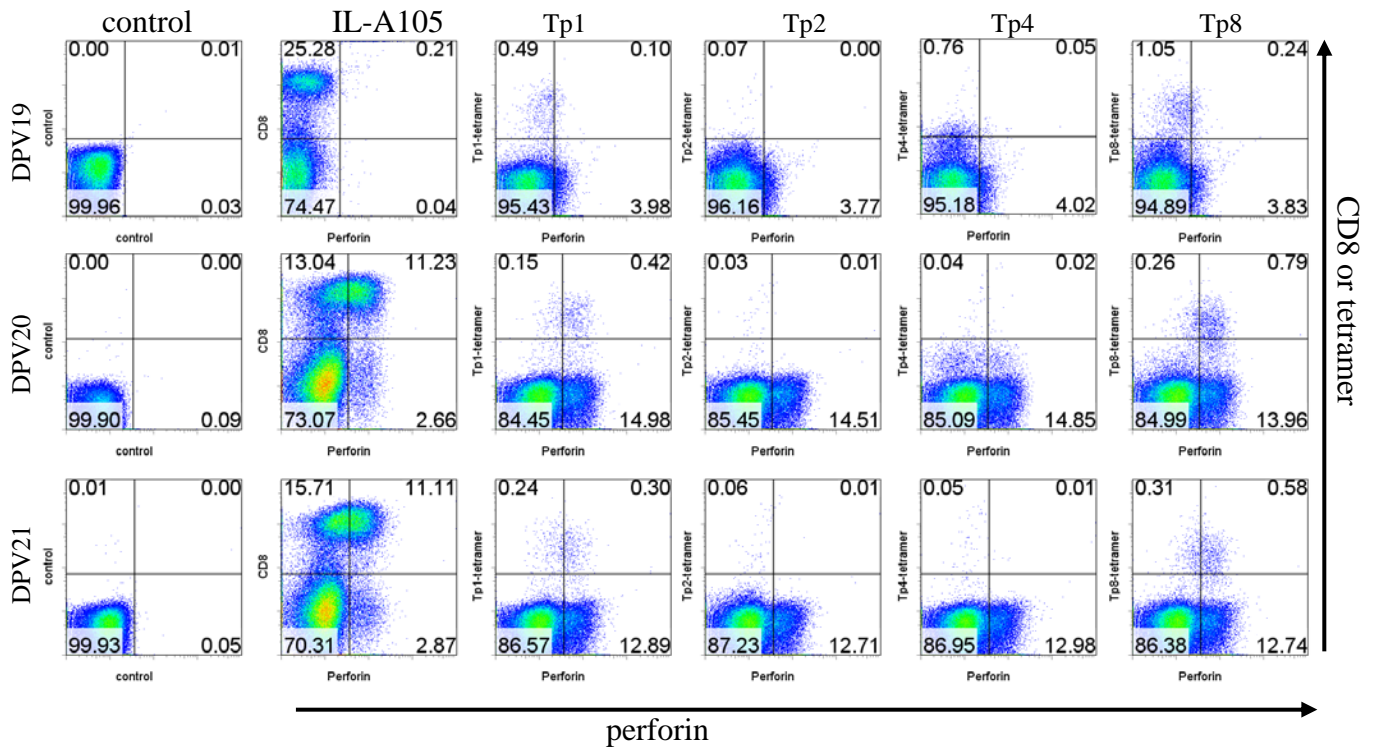 control IL-A105 Tp1 Tp2 Tp4 Tp8
DPV19
control
0.00 0.01
99.96 0.03
control
CD8
25.28 0.21
74.47 0.04
Perforin
Tp1-tetramer
0.49 0.10
95.43 3.98
Perforin
Tp2-tetramer
0.07 0.00
96.16 3.77
Perforin
Tp4-tetramer
0.76 0.05
95.18 4.02
Perforin
Tp8-tetramer
1.05 0.24
94.89 3.83
Perforin
DPV20
control
0.00 0.00
99.90 0.09
control
CD8
13.04 11.23
73.07 2.66
Perforin
Tp1-tetramer
0.15 0.42
84.45 14.98
Perforin
Tp2-tetramer
0.03 0.01
85.45 14.51
Perforin
Tp4-tetramer
0.04 0.02
85.09 14.85
Perforin
Tp8-tetramer
0.26 0.79
84.99 13.96
Perforin
DPV21
control
0.01 0.00
99.93 0.05
control
CD8
15.71 11.11
70.31 2.87
Perforin
Tp1-tetramer
0.24 0.30
86.57 12.89
Perforin
Tp2-tetramer
0.06 0.01
87.23 12.71
Perforin
Tp4-tetramer
0.05 0.01
86.95 12.98
Perforin
Tp8-tetramer
0.31 0.58
86.38 12.74
Perforin
CD8 or tetramer
perforin